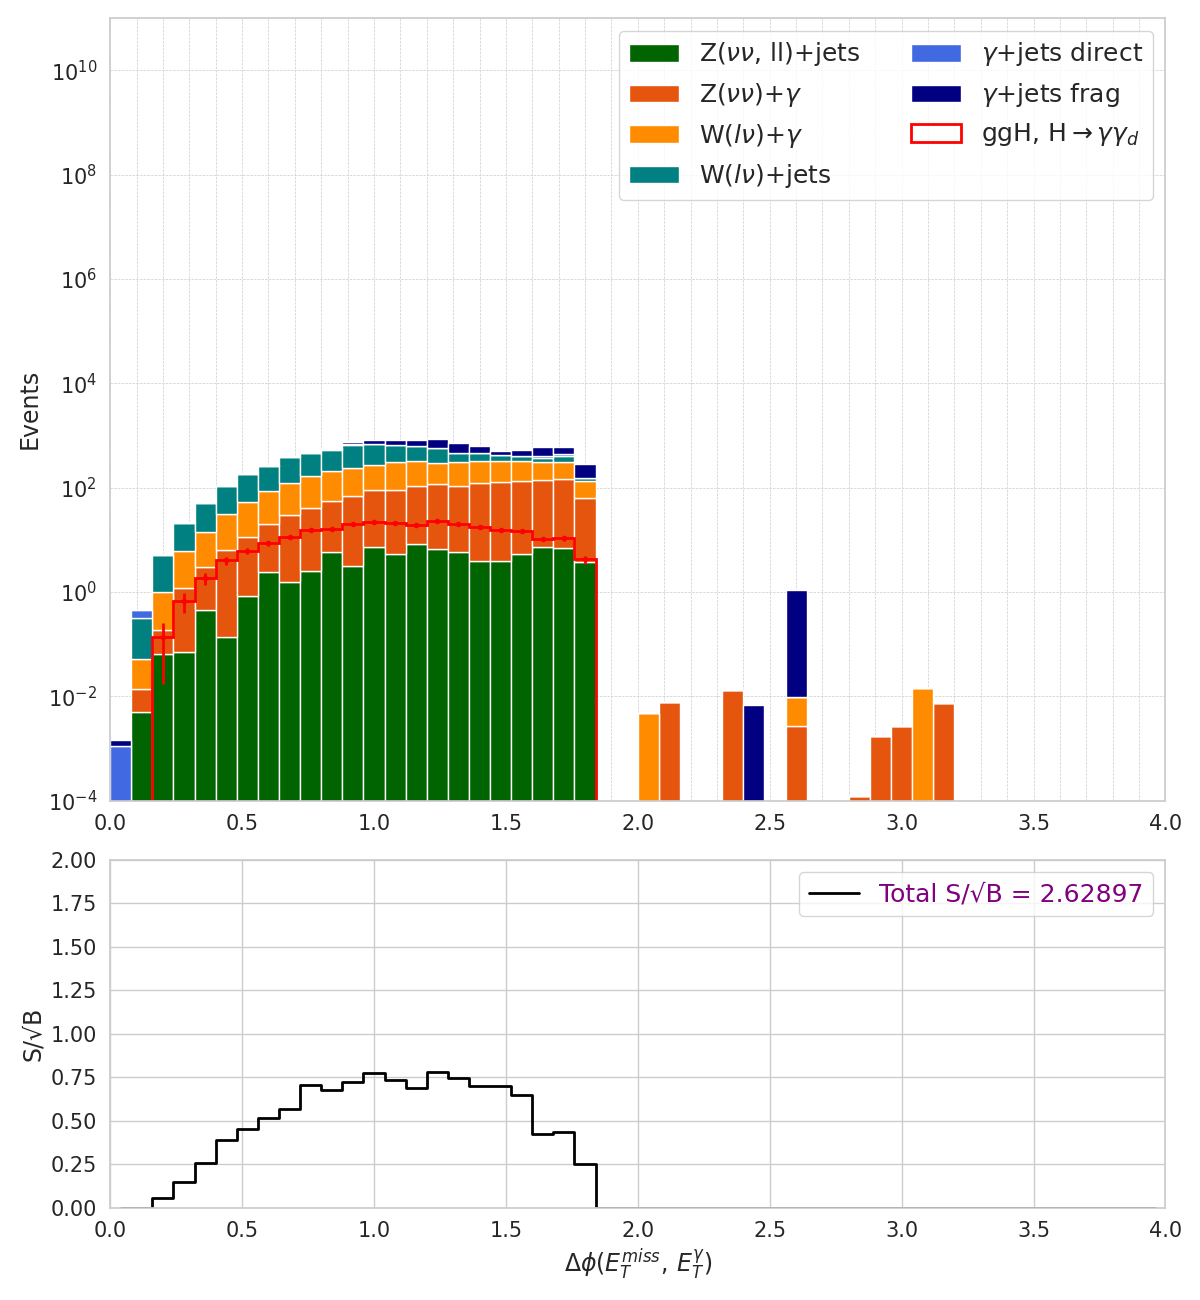 Z(νν, ll)+jets
Z(νν)+γ
W(lν)+γ
W(lν)+jets
γ+jets direct
γ+jets frag
ggH, H→γγ_d
Events
10^10
10^8
10^6
10^4
10^2
10^0
10^−2
10^−4
0.0 0.5 1.0 1.5 2.0 2.5 3.0 3.5 4.0
Total S/√B = 2.62897
S/√B
2.00
1.75
1.50
1.25
1.00
0.75
0.50
0.25
0.00
0.0 0.5 1.0 1.5 2.0 2.5 3.0 3.5 4.0
Δϕ(E_T^miss, E_T^γ)